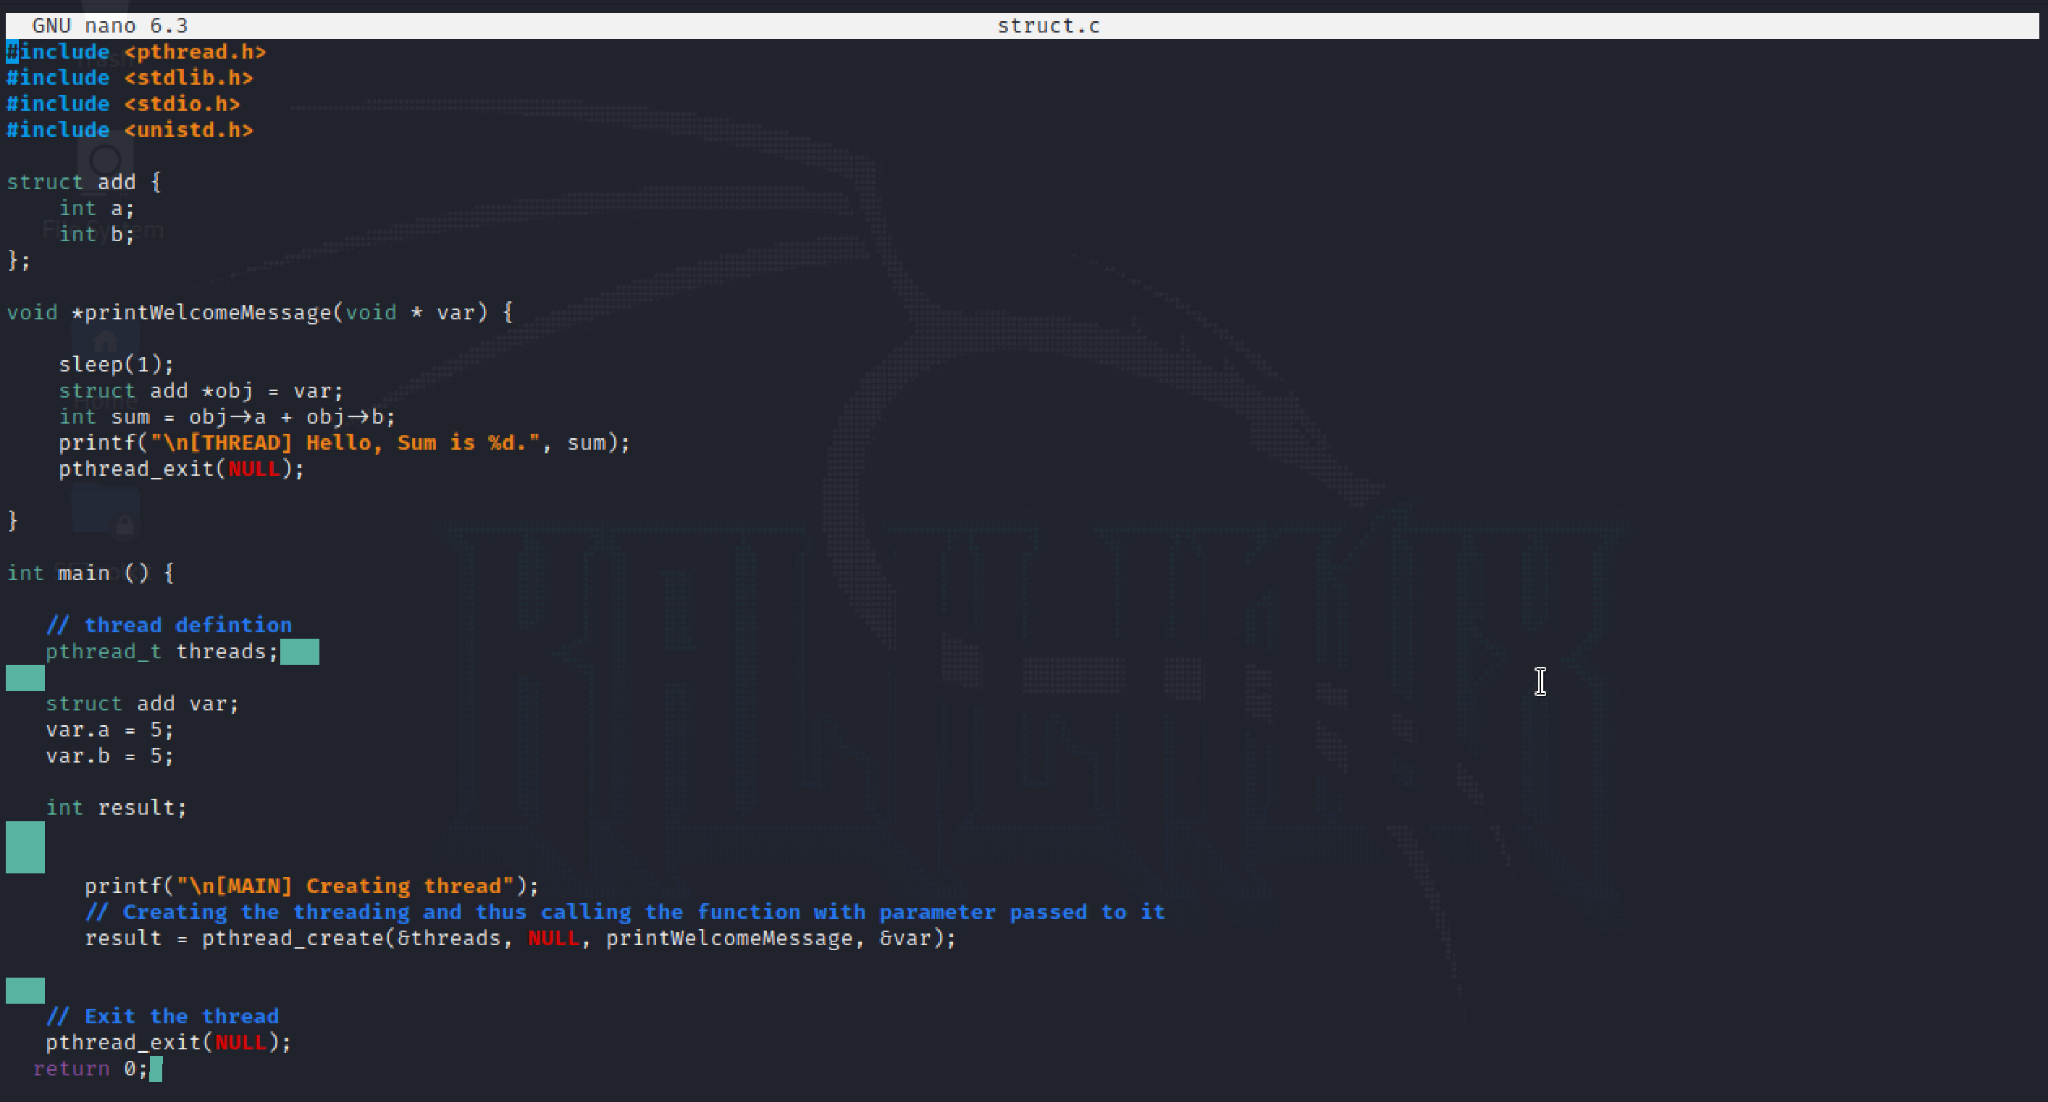 GNU nano 6.3 struct.c
#include <pthread.h>
#include <stdlib.h>
#include <stdio.h>
#include <unistd.h>
struct add {
int a;
int b;
};
void *printWelcomeMessage(void * var) {
sleep(1);
struct add *obj = var;
int sum = obj->a + obj->b;
printf("\n[THREAD] Hello, Sum is %d.", sum);
pthread_exit(NULL);
}
int main () {
// thread defintion
pthread_t threads;
struct add var;
var.a = 5;
var.b = 5;
int result;
printf("\n[MAIN] Creating thread");
// Creating the threading and thus calling the function with parameter passed to it
result = pthread_create(&threads, NULL, printWelcomeMessage, &var);
// Exit the thread
pthread_exit(NULL);
return 0;